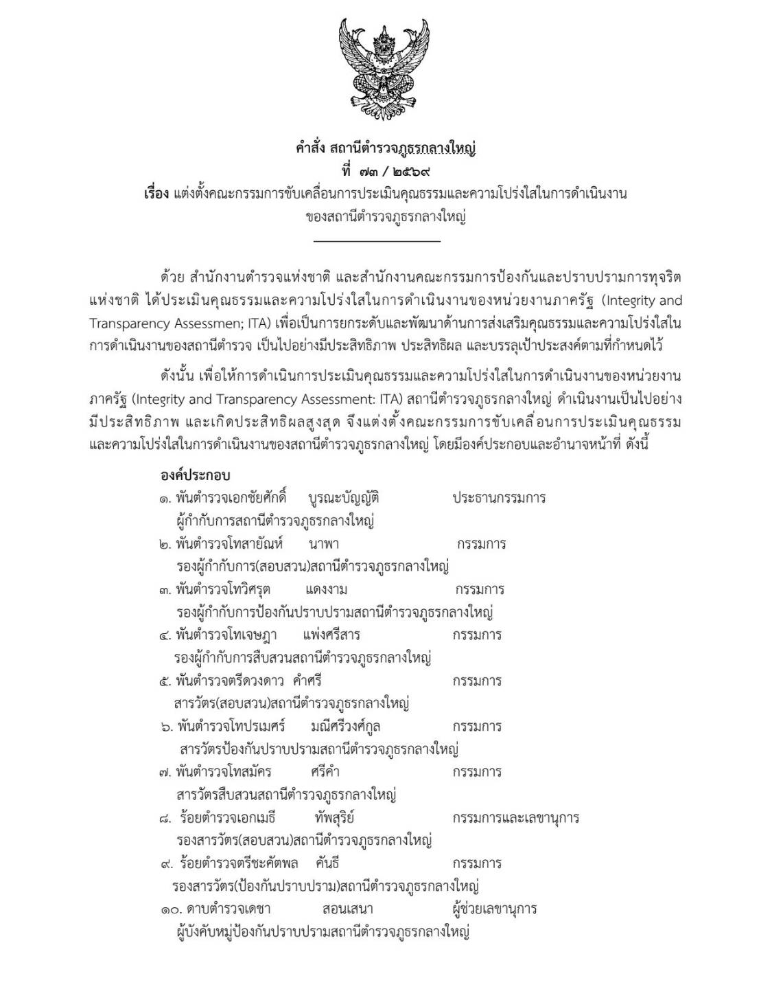 คำสั่ง สถานีตำรวจภูธรกลางใหญ่
ที่ ๗๓ / ๒๕๖๙
เรื่อง แต่งตั้งคณะกรรมการขับเคลื่อนการประเมินคุณธรรมและความโปร่งใสในการดำเนินงาน
ของสถานีตำรวจภูธรกลางใหญ่
ด้วย สำนักงานตำรวจแห่งชาติ และสำนักงานคณะกรรมการป้องกันและปราบปรามการทุจริต
แห่งชาติ ได้ประเมินคุณธรรมและความโปร่งใสในการดำเนินงานของหน่วยงานภาครัฐ (Integrity and
Transparency Assessmen; ITA) เพื่อเป็นการยกระดับและพัฒนาด้านการส่งเสริมคุณธรรมและความโปร่งใสใน
การดำเนินงานของสถานีตำรวจ เป็นไปอย่างมีประสิทธิภาพ ประสิทธิผล และบรรลุเป้าประสงค์ตามที่กำหนดไว้
ดังนั้น เพื่อให้การดำเนินการประเมินคุณธรรมและความโปร่งใสในการดำเนินงานของหน่วยงาน
ภาครัฐ (Integrity and Transparency Assessment: ITA) สถานีตำรวจภูธรกลางใหญ่ ดำเนินงานเป็นไปอย่าง
มีประสิทธิภาพ และเกิดประสิทธิผลสูงสุด จึงแต่งตั้งคณะกรรมการขับเคลื่อนการประเมินคุณธรรม
และความโปร่งใสในการดำเนินงานของสถานีตำรวจภูธรกลางใหญ่ โดยมีองค์ประกอบและอำนาจหน้าที่ ดังนี้
องค์ประกอบ
๑. พันตำรวจเอกชัยศักดิ์ บูรณะบัญญัติ ประธานกรรมการ
ผู้กำกับการสถานีตำรวจภูธรกลางใหญ่
๒. พันตำรวจโทสายัณห์ นาพา กรรมการ
รองผู้กำกับการ(สอบสวน)สถานีตำรวจภูธรกลางใหญ่
๓. พันตำรวจโทวิศรุต แดงงาม กรรมการ
รองผู้กำกับการป้องกันปราบปรามสถานีตำรวจภูธรกลางใหญ่
๔. พันตำรวจโทเจษฎา แพ่งศรีสาร กรรมการ
รองผู้กำกับการสืบสวนสถานีตำรวจภูธรกลางใหญ่
๕. พันตำรวจตรีดวงดาว คำศรี กรรมการ
สารวัตร(สอบสวน)สถานีตำรวจภูธรกลางใหญ่
๖. พันตำรวจโทปรเมศร์ มณีศรีวงศ์กูล กรรมการ
สารวัตรป้องกันปราบปรามสถานีตำรวจภูธรกลางใหญ่
๗. พันตำรวจโทสมัคร ศรีคำ กรรมการ
สารวัตรสืบสวนสถานีตำรวจภูธรกลางใหญ่
๘. ร้อยตำรวจเอกเมธี ทัพสุริย์ กรรมการและเลขานุการ
รองสารวัตร(สอบสวน)สถานีตำรวจภูธรกลางใหญ่
๙. ร้อยตำรวจตรีชะคัตพล คันธี กรรมการ
รองสารวัตร(ป้องกันปราบปราม)สถานีตำรวจภูธรกลางใหญ่
๑๐. ดาบตำรวจเดชา สอนเสนา ผู้ช่วยเลขานุการ
ผู้บังคับหมู่ป้องกันปราบปรามสถานีตำรวจภูธรกลางใหญ่